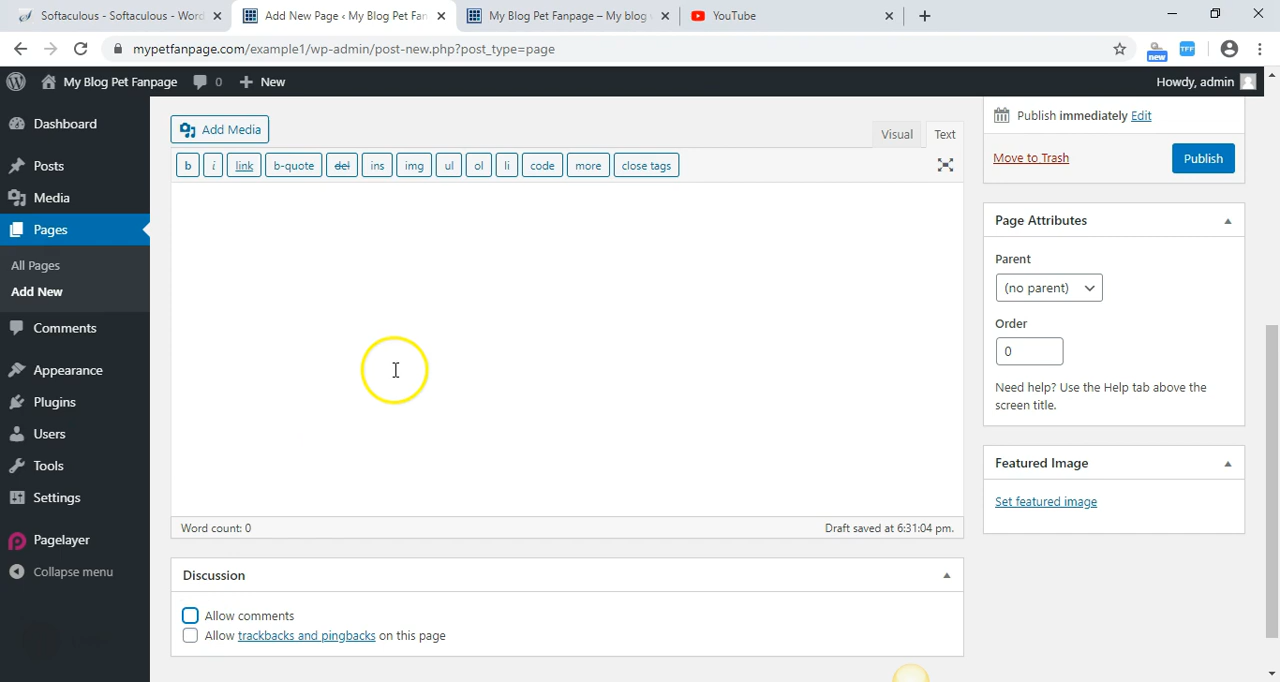 Softaculous - Softaculous - Word
Add New Page ‹ My Blog Pet Fan
My Blog Pet Fanpage – My blog
YouTube
mypetfanpage.com/example1/wp-admin/post-new.php?post_type=page
new
TFF
My Blog Pet Fanpage
0
New
Howdy, admin
Dashboard
Posts
Media
Pages
All Pages
Add New
Comments
Appearance
Plugins
Users
Tools
Settings
Pagelayer
Collapse menu
Add Media
Visual
Text
b
i
link
b-quote
del
ins
img
ul
ol
li
code
more
close tags
Word count: 0
Draft saved at 6:31:04 pm.
Discussion
Allow comments
Allow trackbacks and pingbacks on this page
Publish immediately Edit
Move to Trash
Publish
Page Attributes
Parent
(no parent)
Order
0
Need help? Use the Help tab above the
screen title.
Featured Image
Set featured image